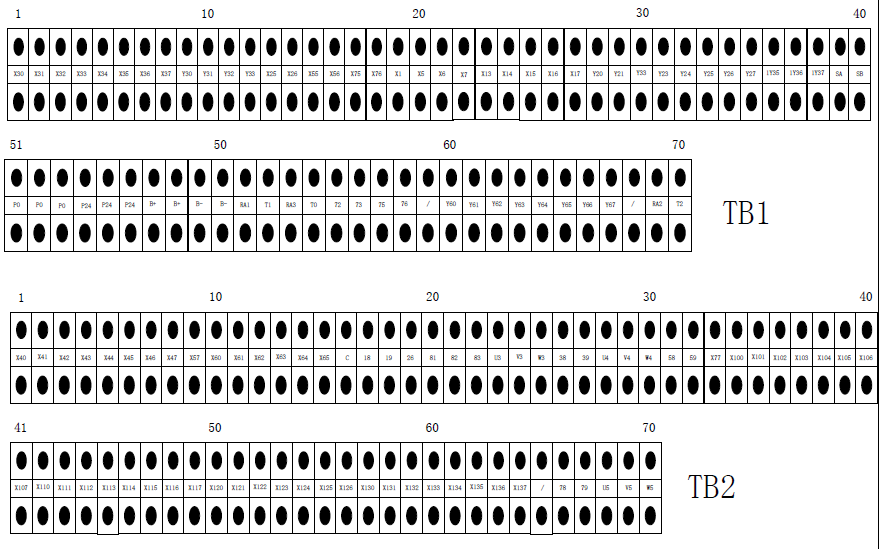 1 10 20 30 40
X30 X31 X32 X33 X34 X35 X36 X37 Y30 Y31 Y32 Y33 X25 X26 X55 X56 X75 X76 X1 X5 X6 X7 X13 X14 X15 X16 X17 Y20 Y21 Y33 Y23 Y24 Y25 Y26 Y27 1Y35 1Y36 1Y37 SA SB
51 50 60 70
P0 P0 P0 P24 P24 P24 B+ B+ B- B- RA1 T1 RA3 T0 72 73 75 76 / Y60 Y61 Y62 Y63 Y64 Y65 Y66 Y67 / RA2 T2
TB1
1 10 20 30 40
X40 X41 X42 X43 X44 X45 X46 X47 X57 X60 X61 X62 X63 X64 X65 C 18 19 26 81 82 83 U3 V3 W3 38 39 U4 V4 W4 58 59 X77 X100 X101 X102 X103 X104 X105 X106
41 50 60 70
X107 X110 X111 X112 X113 X114 X115 X116 X117 X120 X121 X122 X123 X124 X125 X126 X130 X131 X132 X133 X134 X135 X136 X137 / 78 79 U5 V5 W5
TB2